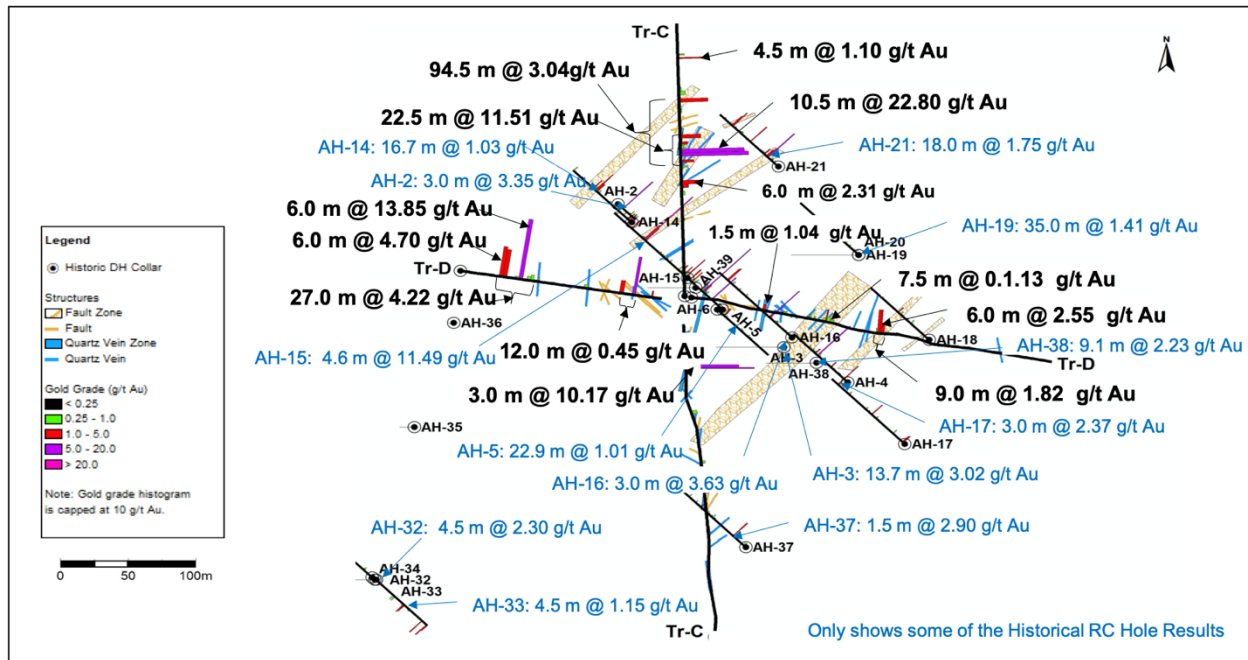 Tr-C
N
4.5 m @ 1.10 g/t Au
94.5 m @ 3.04g/t Au
10.5 m @ 22.80 g/t Au
22.5 m @ 11.51 g/t Au
AH-14: 16.7 m @ 1.03 g/t Au
AH-21: 18.0 m @ 1.75 g/t Au
AH-21
AH-2: 3.0 m @ 3.35 g/t Au
AH-2
6.0 m @ 2.31 g/t Au
6.0 m @ 13.85 g/t Au
AH-14
AH-19: 35.0 m @ 1.41 g/t Au
1.5 m @ 1.04 g/t Au
6.0 m @ 4.70 g/t Au
AH-20
AH-19
Tr-D
AH-15
AH-39
7.5 m @ 0.1.13 g/t Au
27.0 m @ 4.22 g/t Au
AH-6
AH-5
6.0 m @ 2.55 g/t Au
AH-36
AH-16
AH-18
AH-38: 9.1 m @ 2.23 g/t Au
12.0 m @ 0.45 g/t Au
AH-15: 4.6 m @ 11.49 g/t Au
AH-3
AH-38
Tr-D
AH-4
3.0 m @ 10.17 g/t Au
9.0 m @ 1.82 g/t Au
AH-35
AH-17: 3.0 m @ 2.37 g/t Au
AH-17
AH-5: 22.9 m @ 1.01 g/t Au
AH-3: 13.7 m @ 3.02 g/t Au
AH-16: 3.0 m @ 3.63 g/t Au
AH-32: 4.5 m @ 2.30 g/t Au
AH-37: 1.5 m @ 2.90 g/t Au
AH-37
AH-34
AH-32
AH-33
AH-33: 4.5 m @ 1.15 g/t Au
Tr-C
Only shows some of the Historical RC Hole Results
Legend
Historic DH Collar
Structures
Fault Zone
Fault
Quartz Vein Zone
Quartz Vein
Gold Grade (g/t Au)
< 0.25
0.25 - 1.0
1.0 - 5.0
5.0 - 20.0
> 20.0
Note: Gold grade histogram
is capped at 10 g/t Au.
0 50 100m